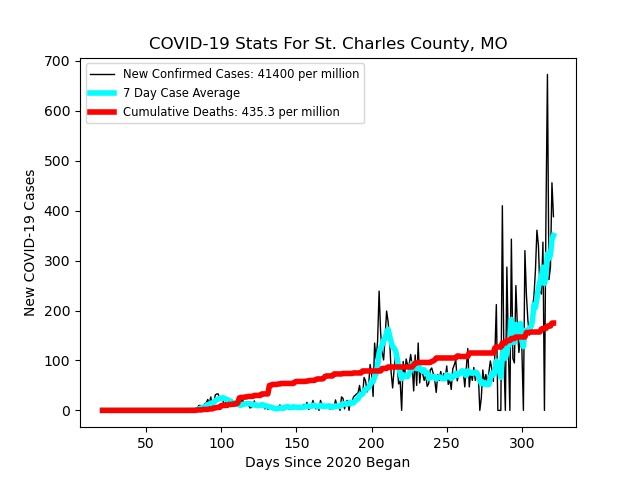 COVID-19 Stats For St. Charles County, MO
New Confirmed Cases: 41400 per million
7 Day Case Average
Cumulative Deaths: 435.3 per million
New COVID-19 Cases
700
600
500
400
300
200
100
0
50
100
150
200
250
300
Days Since 2020 Began